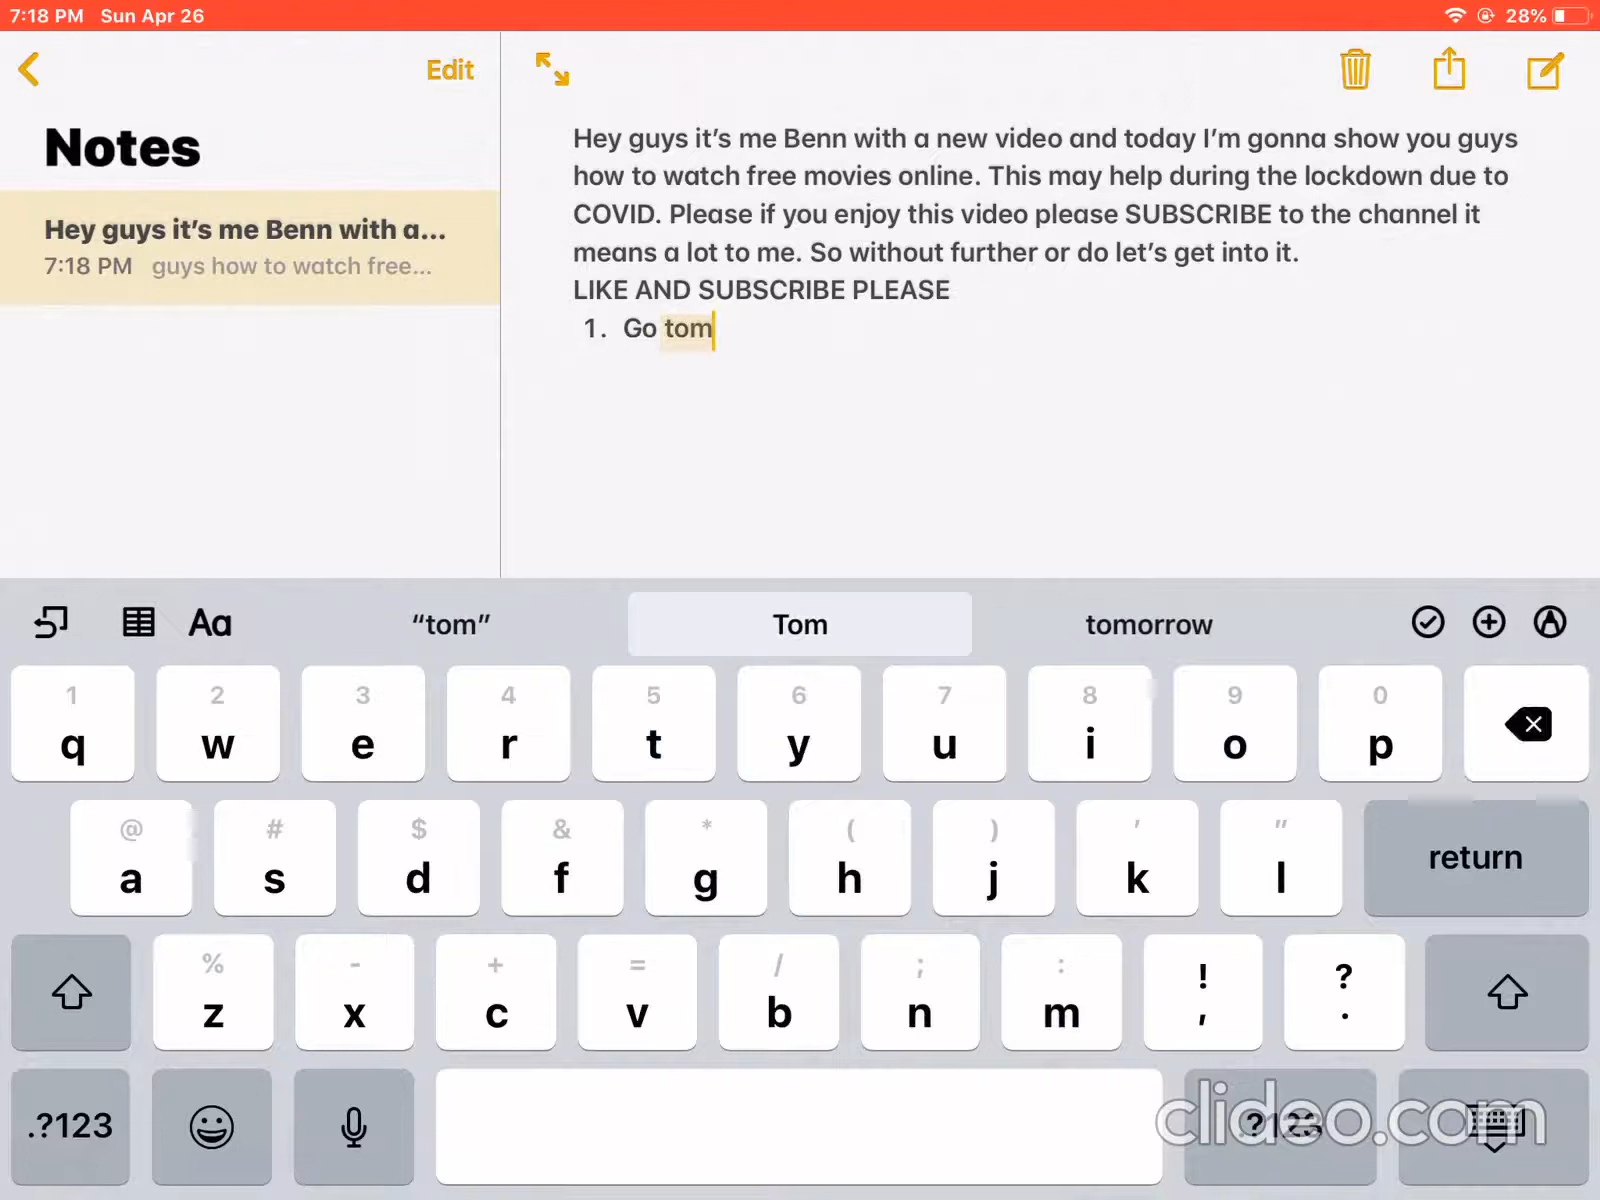 7:18 PM Sun Apr 26 28%
Edit
Notes
Hey guys it's me Benn with a...
7:18 PM guys how to watch free...
Hey guys it's me Benn with a new video and today I'm gonna show you guys
how to watch free movies online. This may help during the lockdown due to
COVID. Please if you enjoy this video please SUBSCRIBE to the channel it
means a lot to me. So without further or do let's get into it.
LIKE AND SUBSCRIBE PLEASE
1. Go tom
Aa "tom" Tom tomorrow
1 2 3 4 5 6 7 8 9 0
q w e r t y u i o p
@ # $ & * ( ) ' "
a s d f g h j k l return
% - + = / ; : ! ?
z x c v b n m , .
.?123 .?123
clideo.com